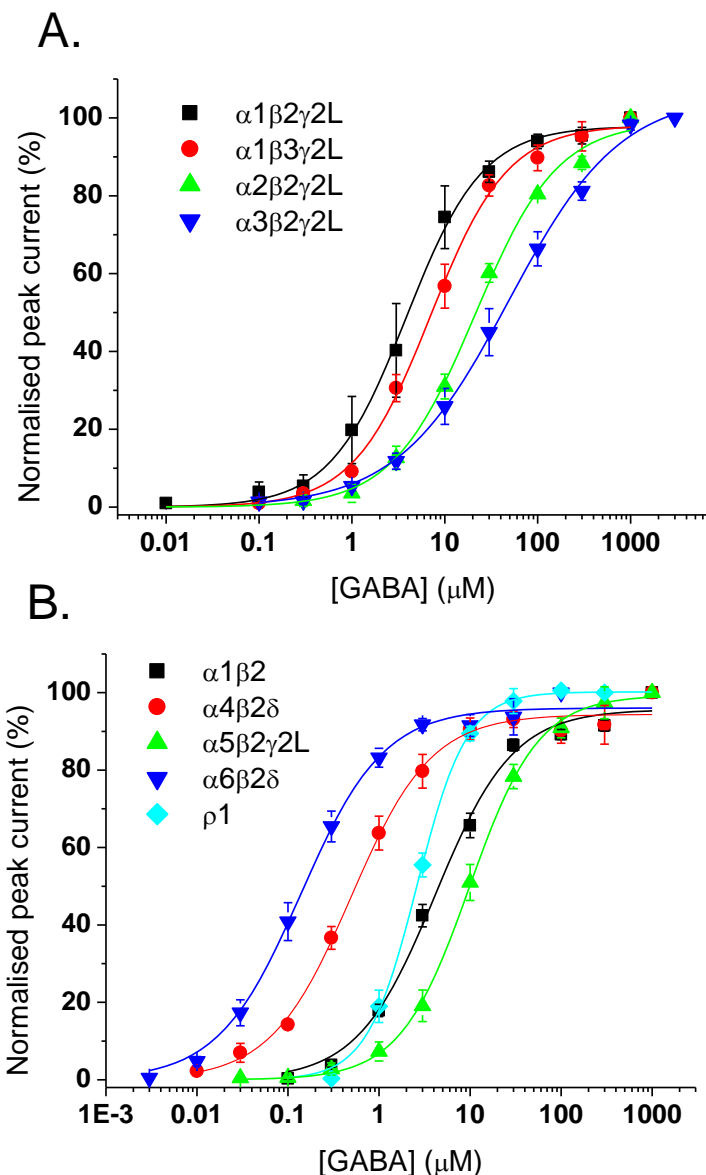 A.
Normalised peak current (%)
100
80
60
40
20
0
α1β2γ2L
α1β3γ2L
α2β2γ2L
α3β2γ2L
0.01 0.1 1 10 100 1000
[GABA] (μM)
B.
Normalised peak current (%)
100
80
60
40
20
0
α1β2
α4β2δ
α5β2γ2L
α6β2δ
ρ1
1E-3 0.01 0.1 1 10 100 1000
[GABA] (μM)